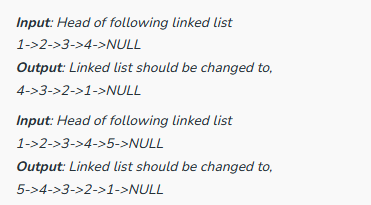 Input: Head of following linked list
1->2->3->4->NULL
Output: Linked list should be changed to,
4->3->2->1->NULL
Input: Head of following linked list
1->2->3->4->5->NULL
Output: Linked list should be changed to,
5->4->3->2->1->NULL